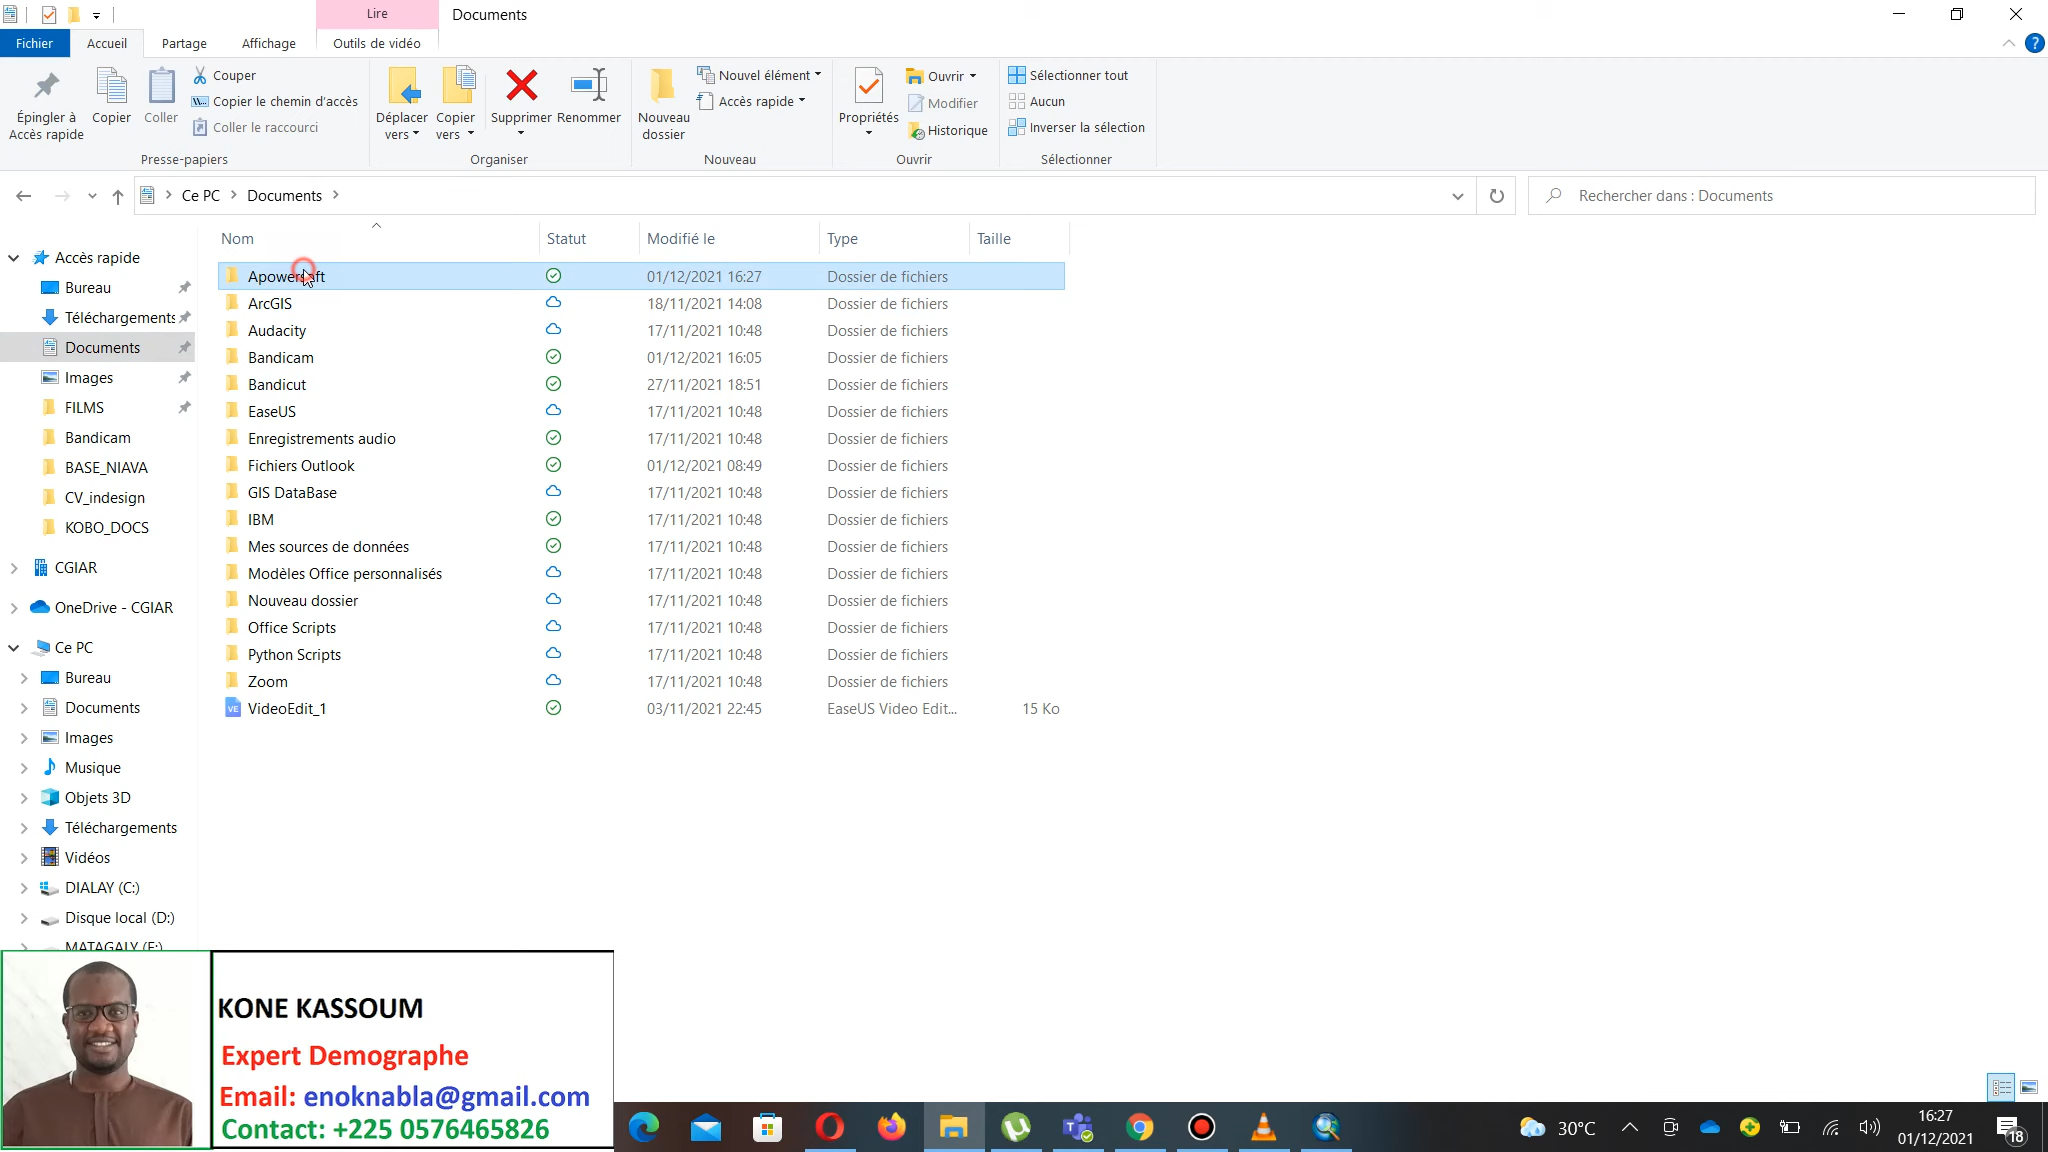 Lire
Documents
Fichier
Accueil
Partage
Affichage
Outils de vidéo
?
Épingler à
Accès rapide
Copier
Coller
Couper
Copier le chemin d'accès
Coller le raccourci
Déplacer
vers
Copier
vers
Supprimer
Renommer
Nouveau
dossier
Nouvel élément
Accès rapide
Propriétés
Ouvrir
Modifier
Historique
Sélectionner tout
Aucun
Inverser la sélection
Presse-papiers
Organiser
Nouveau
Ouvrir
Sélectionner
Ce PC > Documents >
Rechercher dans : Documents
Nom Statut Modifié le Type Taille
Accès rapide
Bureau
Téléchargements
Documents
Images
FILMS
Bandicam
BASE_NIAVA
CV_indesign
KOBO_DOCS
CGIAR
OneDrive - CGIAR
Ce PC
Bureau
Documents
Images
Musique
Objets 3D
Téléchargements
Vidéos
DIALAY (C:)
Disque local (D:)
MATAGALY (E:)
01/12/2021 16:27 Dossier de fichiers
ArcGIS 18/11/2021 14:08 Dossier de fichiers
Audacity 17/11/2021 10:48 Dossier de fichiers
Bandicam 01/12/2021 16:05 Dossier de fichiers
Bandicut 27/11/2021 18:51 Dossier de fichiers
EaseUS 17/11/2021 10:48 Dossier de fichiers
Enregistrements audio 17/11/2021 10:48 Dossier de fichiers
Fichiers Outlook 01/12/2021 08:49 Dossier de fichiers
GIS DataBase 17/11/2021 10:48 Dossier de fichiers
IBM 17/11/2021 10:48 Dossier de fichiers
Mes sources de données 17/11/2021 10:48 Dossier de fichiers
Modèles Office personnalisés 17/11/2021 10:48 Dossier de fichiers
Nouveau dossier 17/11/2021 10:48 Dossier de fichiers
Office Scripts 17/11/2021 10:48 Dossier de fichiers
Python Scripts 17/11/2021 10:48 Dossier de fichiers
Zoom 17/11/2021 10:48 Dossier de fichiers
VE VideoEdit_1 03/11/2021 22:45 EaseUS Video Edit... 15 Ko
KONE KASSOUM
Expert Demographe
Email: enoknabla@gmail.com
Contact: +225 0576465826
30°C
16:27
01/12/2021
18